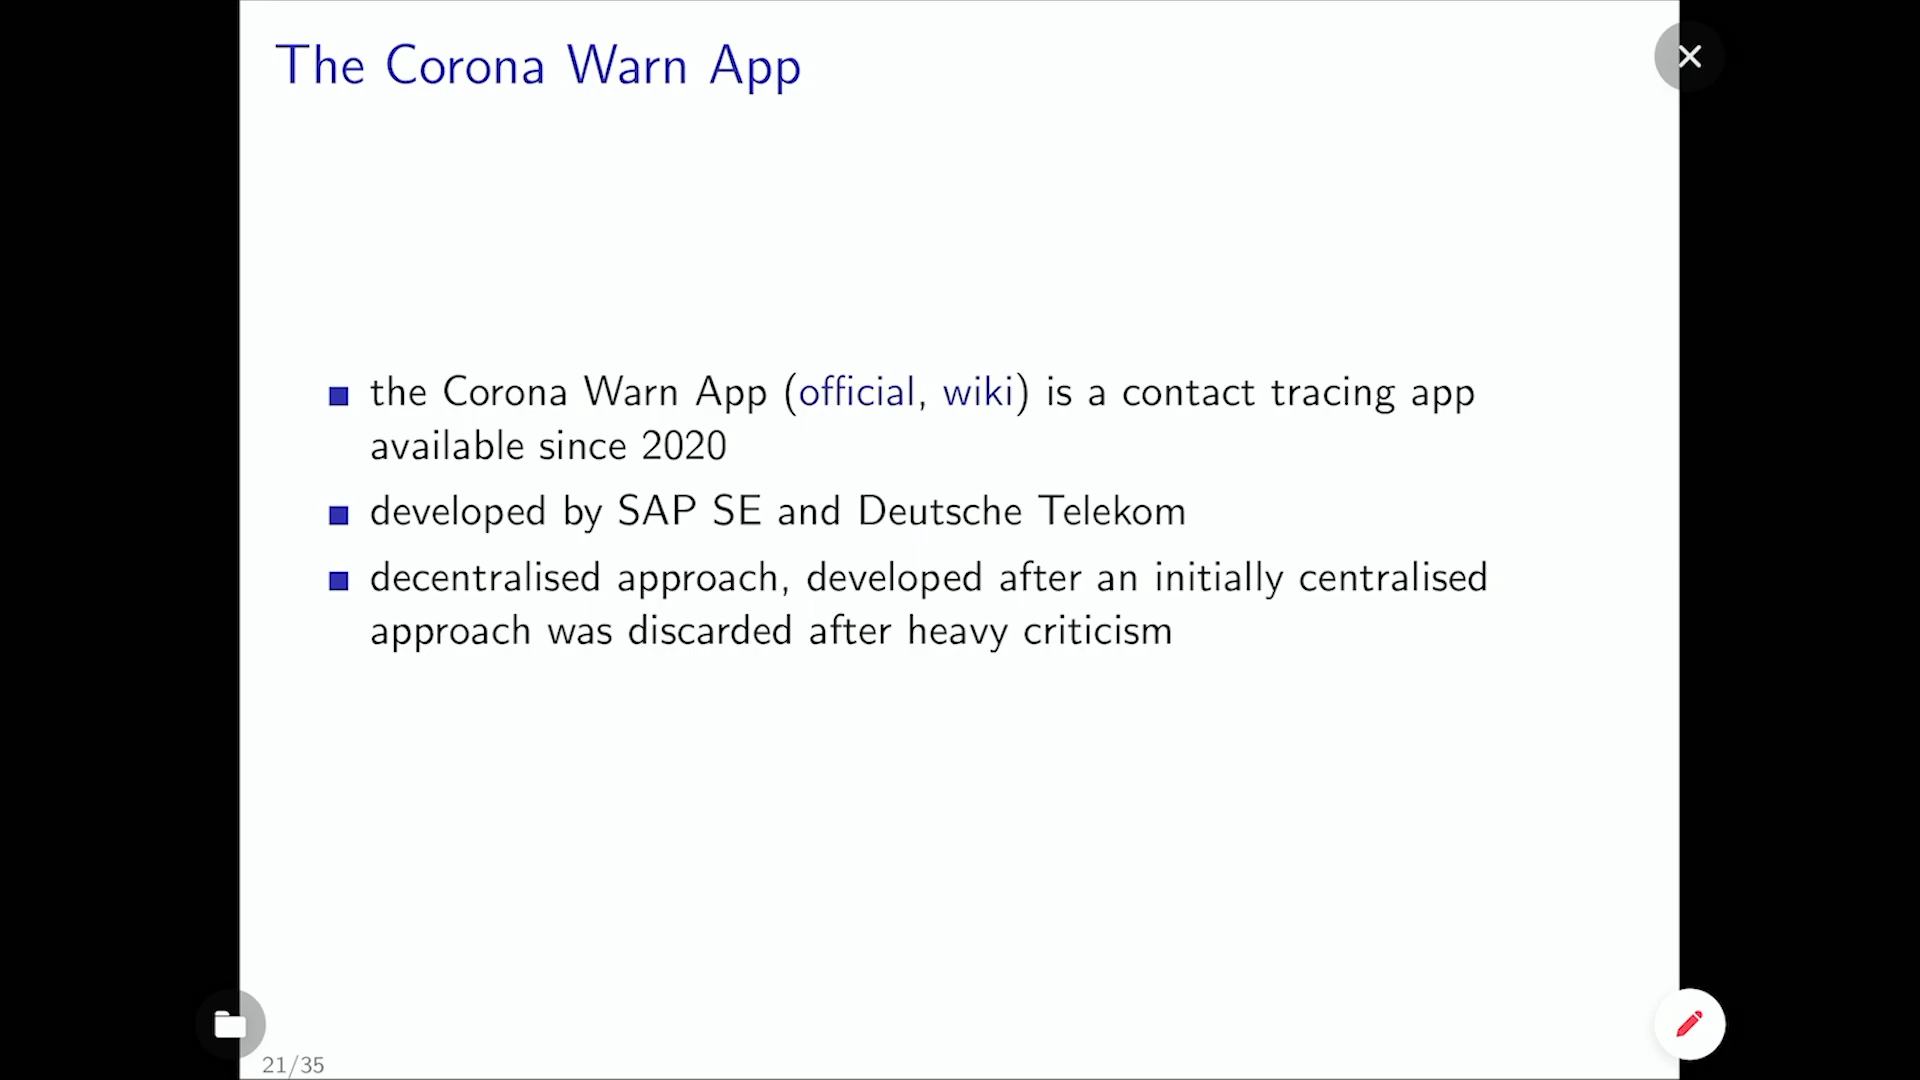 The Corona Warn App
the Corona Warn App (official, wiki) is a contact tracing app
available since 2020
developed by SAP SE and Deutsche Telekom
decentralised approach, developed after an initially centralised
approach was discarded after heavy criticism
21/35